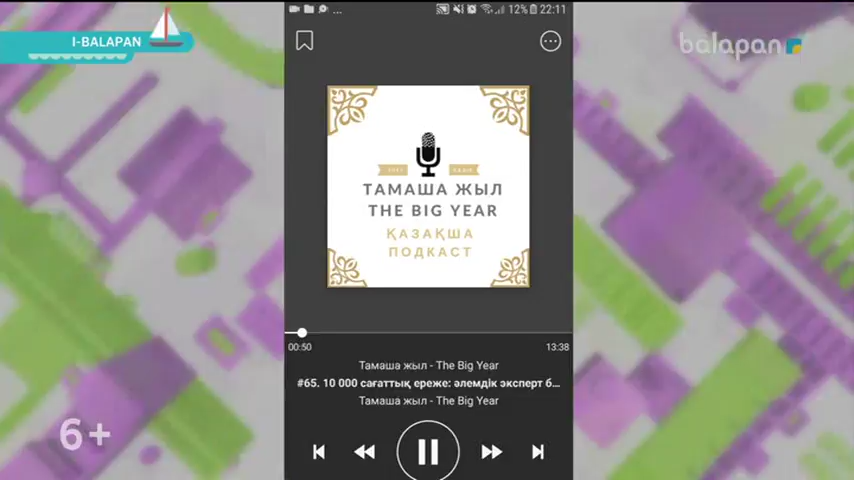 I-BALAPAN
balapan
... 12% 22:11
ТАМАША ЖЫЛ
THE BIG YEAR
ҚАЗАҚША
ПОДКАСТ
00:50 13:38
Тамаша жыл - The Big Year
#65. 10 000 сағаттық ереже: әлемдік эксперт б...
Тамаша жыл - The Big Year
6+